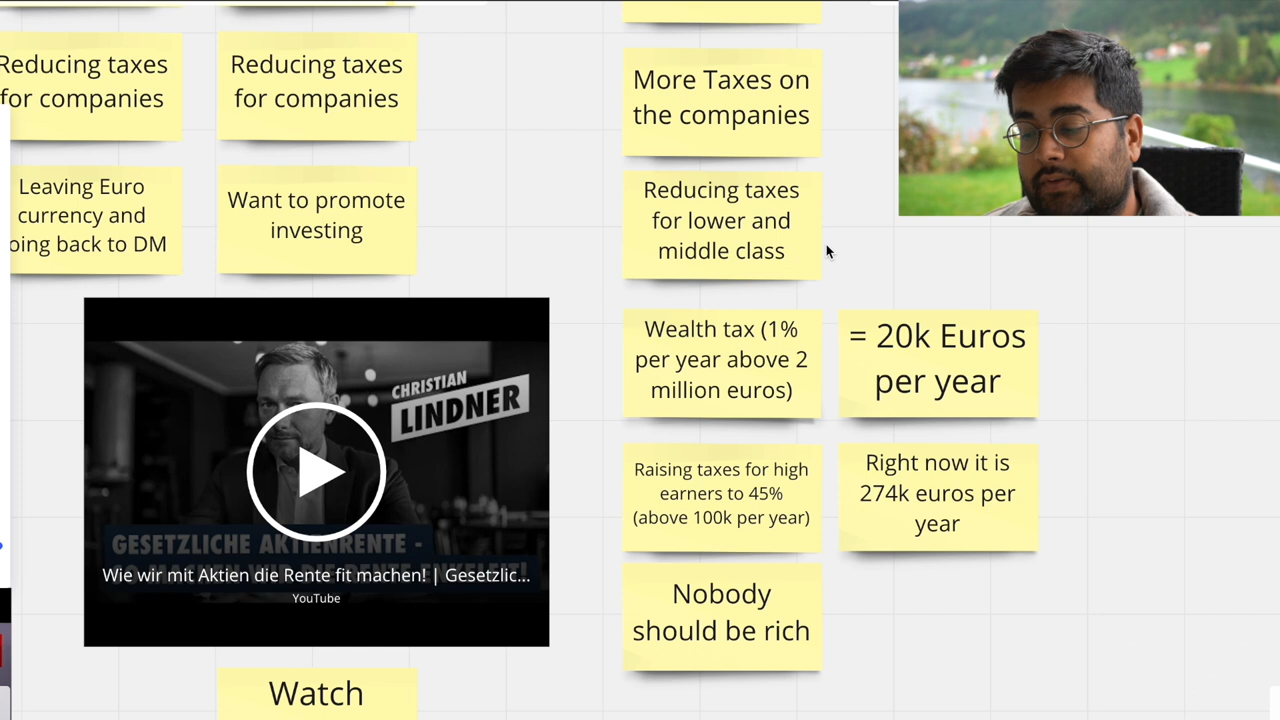 Reducing taxes
for companies
Leaving Euro
currency and
oing back to DM
Reducing taxes
for companies
Want to promote
investing
CHRISTIAN
LINDNER
GESETZLICHE AKTIENRENTE -
Wie wir mit Aktien die Rente fit machen! | Gesetzlic...
YouTube
Watch
More Taxes on
the companies
Reducing taxes
for lower and
middle class
Wealth tax (1%
per year above 2
million euros)
= 20k Euros
per year
Raising taxes for high
earners to 45%
(above 100k per year)
Right now it is
274k euros per
year
Nobody
should be rich